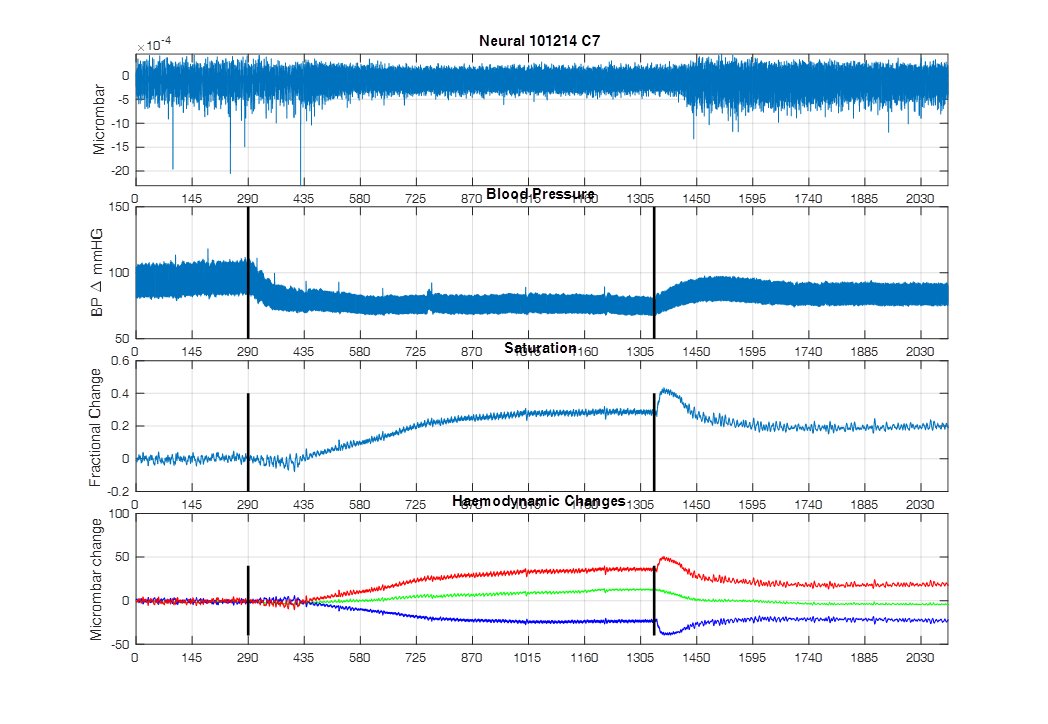 Neural 101214 C7
×10-4
0
-5
-10
-15
-20
Micrombar
0 145 290 435 580 725 870 1015 1160 1305 1450 1595 1740 1885 2030
Blood Pressure
150
100
50
BP Δ mmHG
0 145 290 435 580 725 870 1015 1160 1305 1450 1595 1740 1885 2030
Saturation
0.6
0.4
0.2
0
-0.2
Fractional Change
0 145 290 435 580 725 870 1015 1160 1305 1450 1595 1740 1885 2030
Haemodynamic Changes
100
50
0
-50
Micrombar change
0 145 290 435 580 725 870 1015 1160 1305 1450 1595 1740 1885 2030